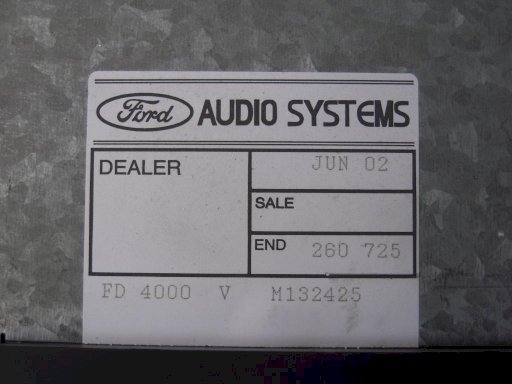 Ford AUDIO SYSTEMS
DEALER
JUN 02
SALE
END 260 725
FD 4000 V M132425